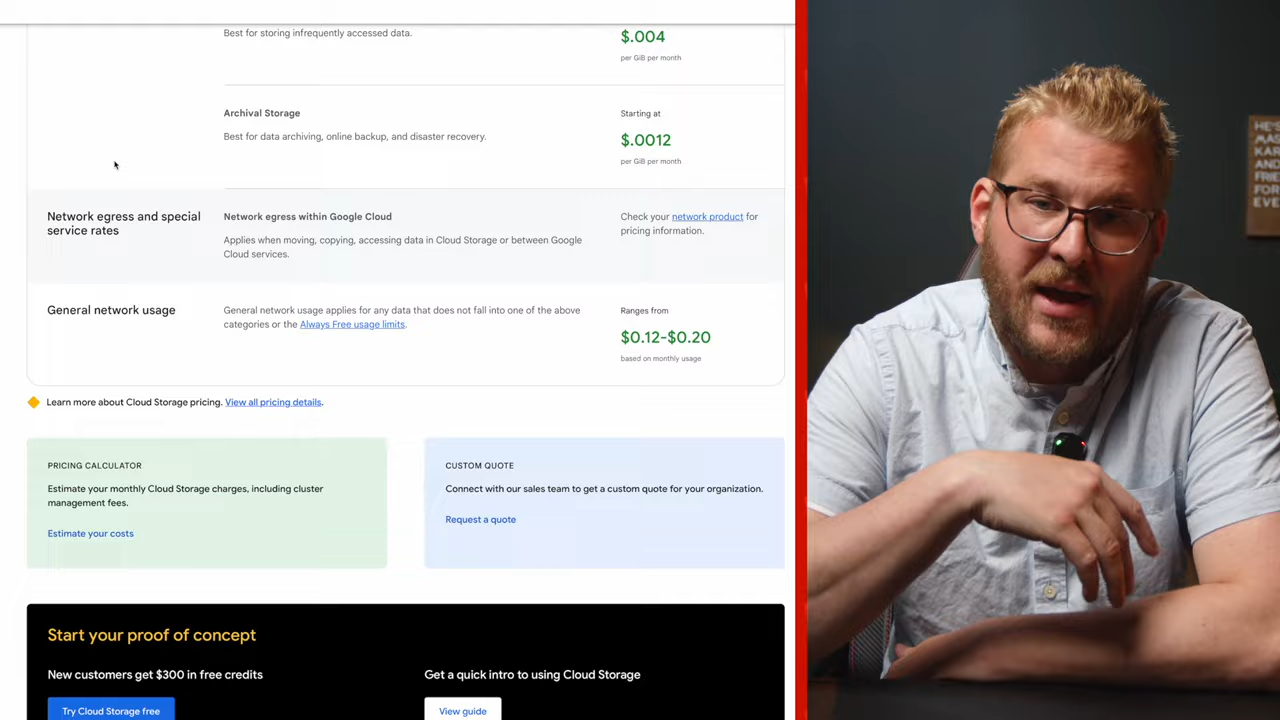 Best for storing infrequently accessed data.
$.004
per GiB per month
Archival Storage
Best for data archiving, online backup, and disaster recovery.
Starting at
$.0012
per GiB per month
Network egress and special
service rates
Network egress within Google Cloud
Applies when moving, copying, accessing data in Cloud Storage or between Google
Cloud services.
Check your network product for
pricing information.
General network usage
General network usage applies for any data that does not fall into one of the above
categories or the Always Free usage limits.
Ranges from
$0.12-$0.20
based on monthly usage
Learn more about Cloud Storage pricing. View all pricing details.
PRICING CALCULATOR
Estimate your monthly Cloud Storage charges, including cluster
management fees.
Estimate your costs
CUSTOM QUOTE
Connect with our sales team to get a custom quote for your organization.
Request a quote
Start your proof of concept
New customers get $300 in free credits
Try Cloud Storage free
Get a quick intro to using Cloud Storage
View guide
HE'S
AND
FOR